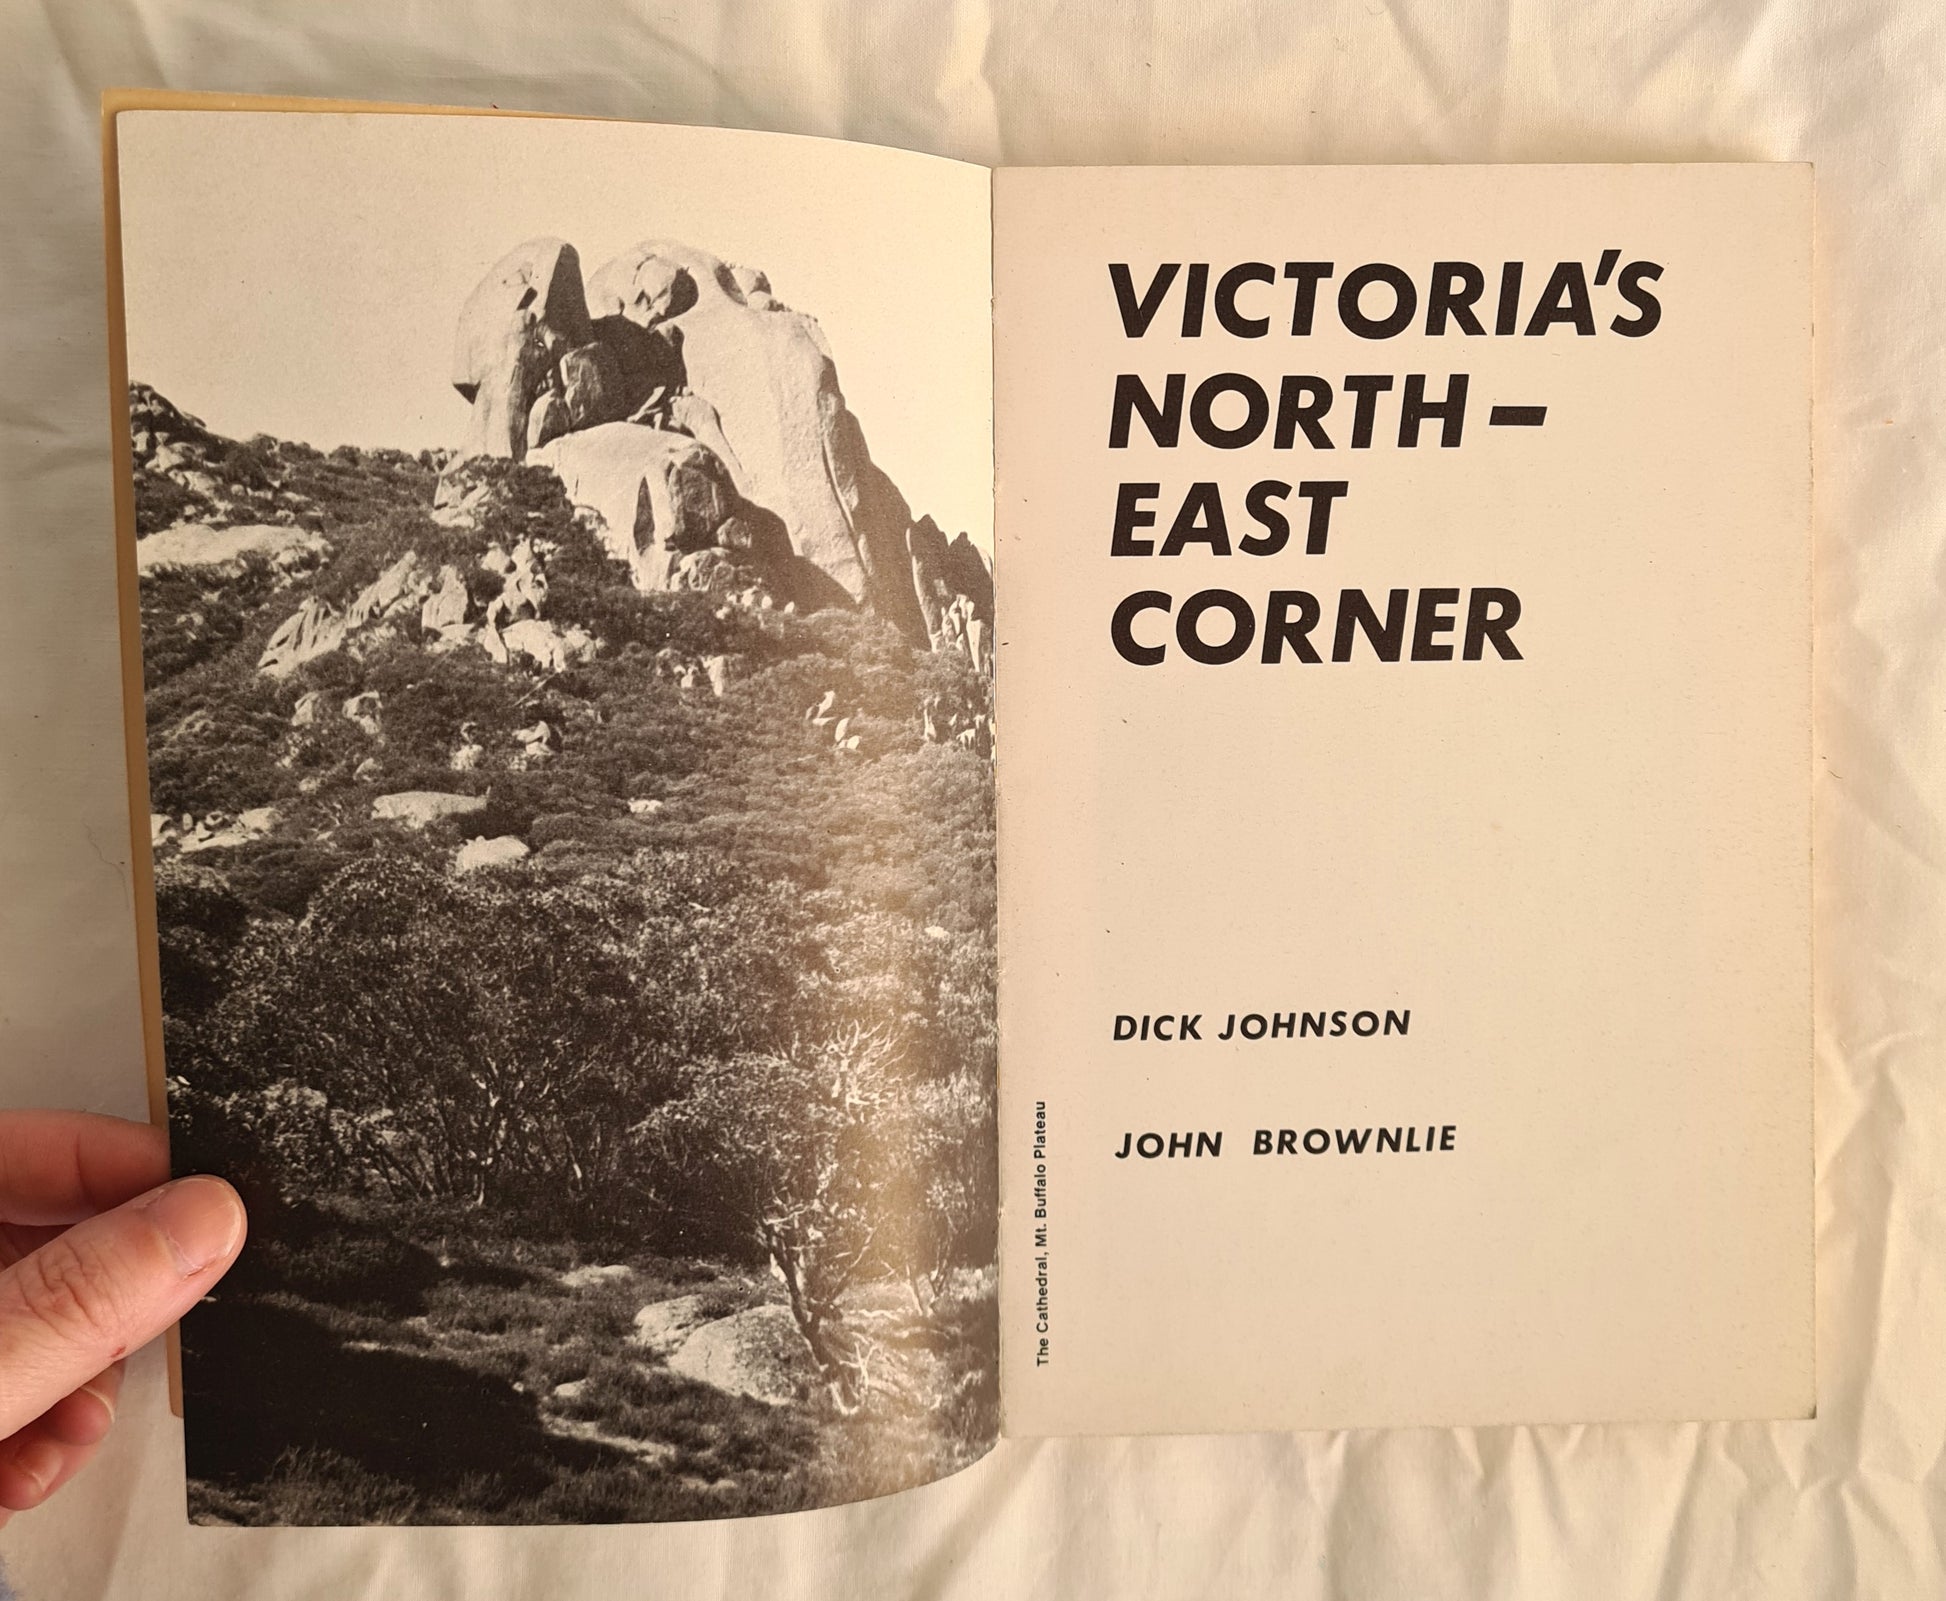 VICTORIA'S
NORTH –
EAST
CORNER
DICK JOHNSON
JOHN BROWNLIE
The Cathedral, Mt. Buffalo Plateau